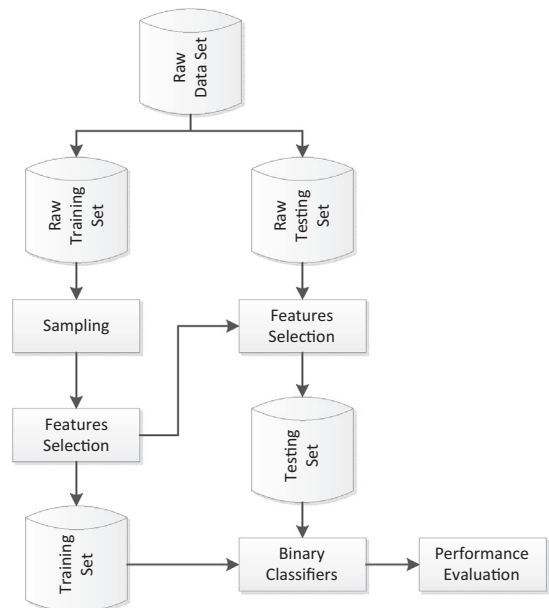 Raw
Data Set
Raw
Training
Set
Raw
Testing
Set
Sampling
Features
Selection
Features
Selection
Testing
Set
Training
Set
Binary
Classifiers
Performance
Evaluation